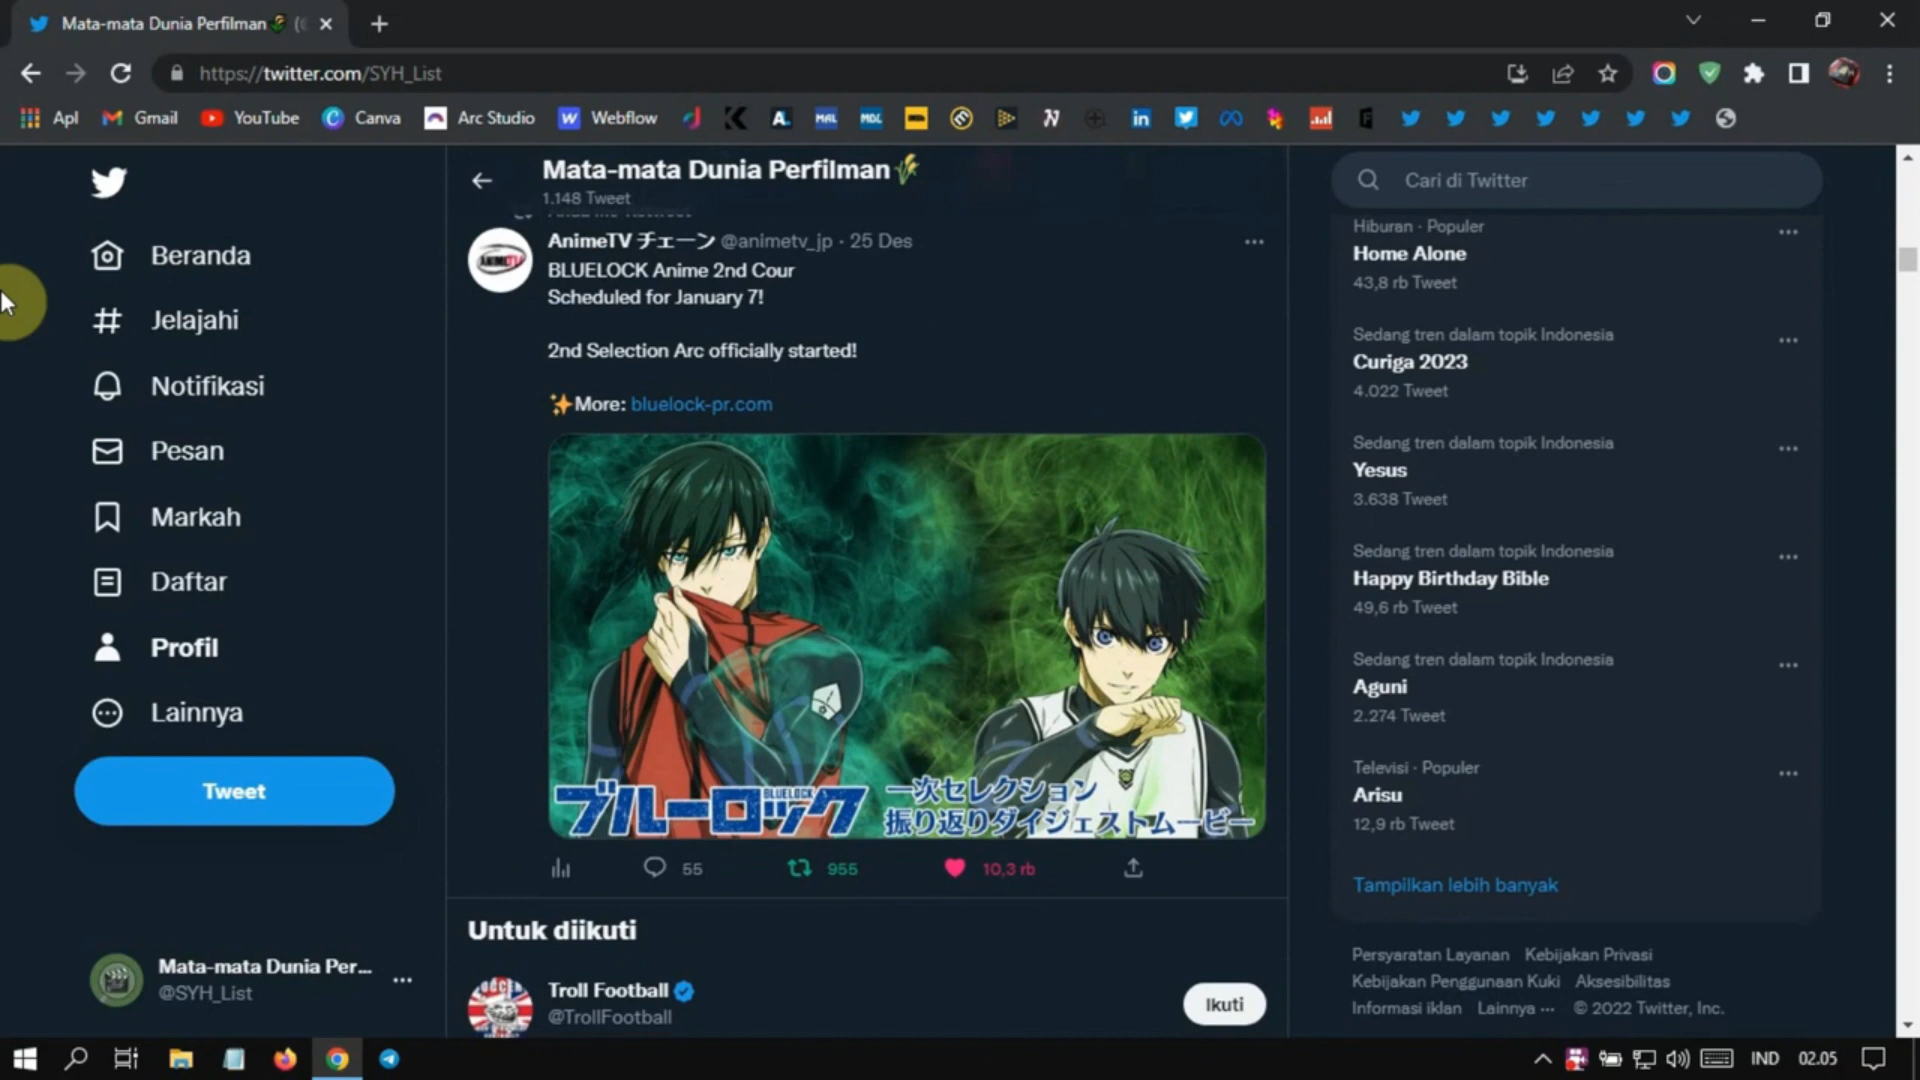 Mata-mata Dunia Perfilman
https://twitter.com/SYH_List
Apl
Gmail
YouTube
Canva
Arc Studio
Webflow
MAL
MDL
Beranda
Jelajahi
Notifikasi
Pesan
Markah
Daftar
Profil
Lainnya
Tweet
Mata-mata Dunia Per...
@SYH_List
Mata-mata Dunia Perfilman
1.148 Tweet
AnimeTV チェーン @animetv_jp · 25 Des
BLUELOCK Anime 2nd Cour
Scheduled for January 7!
2nd Selection Arc officially started!
✨More: bluelock-pr.com
ブルーロック
BLUELOCK
一次セレクション
振り返りダイジェストムービー
55
955
10,3 rb
Untuk diikuti
Troll Football
@TrollFootball
Ikuti
Cari di Twitter
Hiburan · Populer
Home Alone
43,8 rb Tweet
Sedang tren dalam topik Indonesia
Curiga 2023
4.022 Tweet
Sedang tren dalam topik Indonesia
Yesus
3.638 Tweet
Sedang tren dalam topik Indonesia
Happy Birthday Bible
49,6 rb Tweet
Sedang tren dalam topik Indonesia
Aguni
2.274 Tweet
Televisi · Populer
Arisu
12,9 rb Tweet
Tampilkan lebih banyak
Persyaratan Layanan Kebijakan Privasi
Kebijakan Penggunaan Kuki Aksesibilitas
Informasi iklan Lainnya ··· © 2022 Twitter, Inc.
IND
02.05